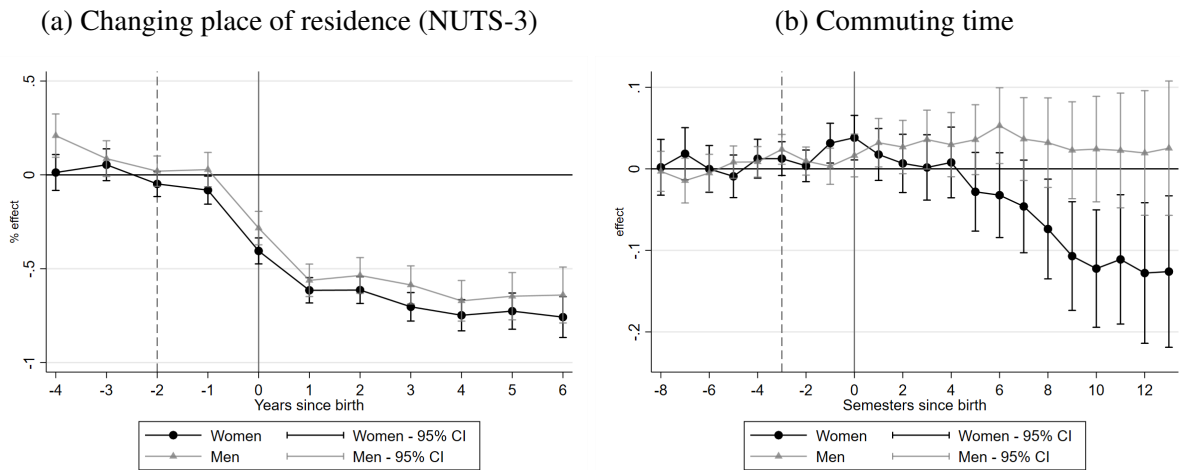 (a) Changing place of residence (NUTS-3)
% effect
.5
0
-.5
-1
-4 -3 -2 -1 0 1 2 3 4 5 6
Years since birth
Women
Women - 95% CI
Men
Men - 95% CI
(b) Commuting time
effect
.1
0
-.1
-.2
-8 -6 -4 -2 0 2 4 6 8 10 12
Semesters since birth
Women
Women - 95% CI
Men
Men - 95% CI